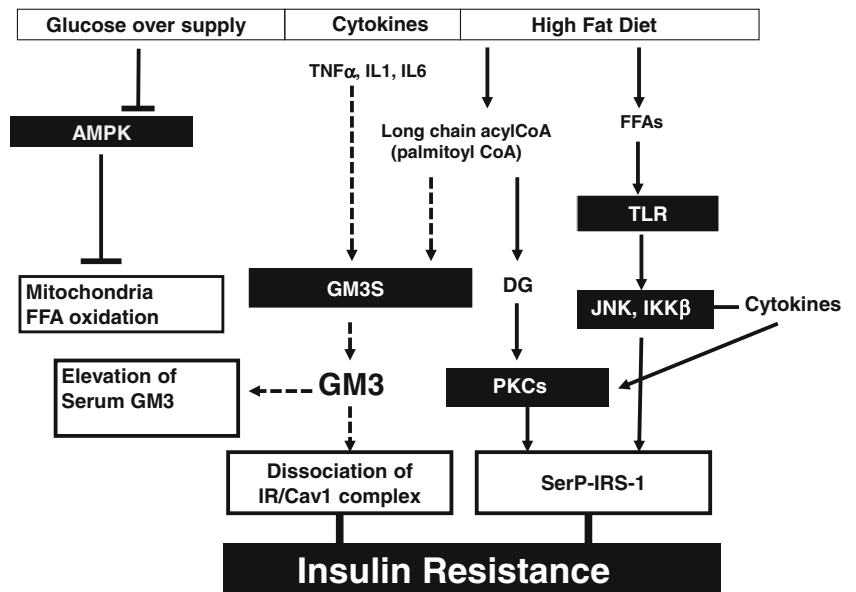 Glucose over supply
Cytokines
High Fat Diet
TNFα, IL1, IL6
AMPK
Long chain acylCoA
(palmitoyl CoA)
FFAs
TLR
Mitochondria
FFA oxidation
GM3S
DG
JNK, IKKβ
Cytokines
Elevation of
Serum GM3
GM3
PKCs
Dissociation of
IR/Cav1 complex
SerP-IRS-1
Insulin Resistance